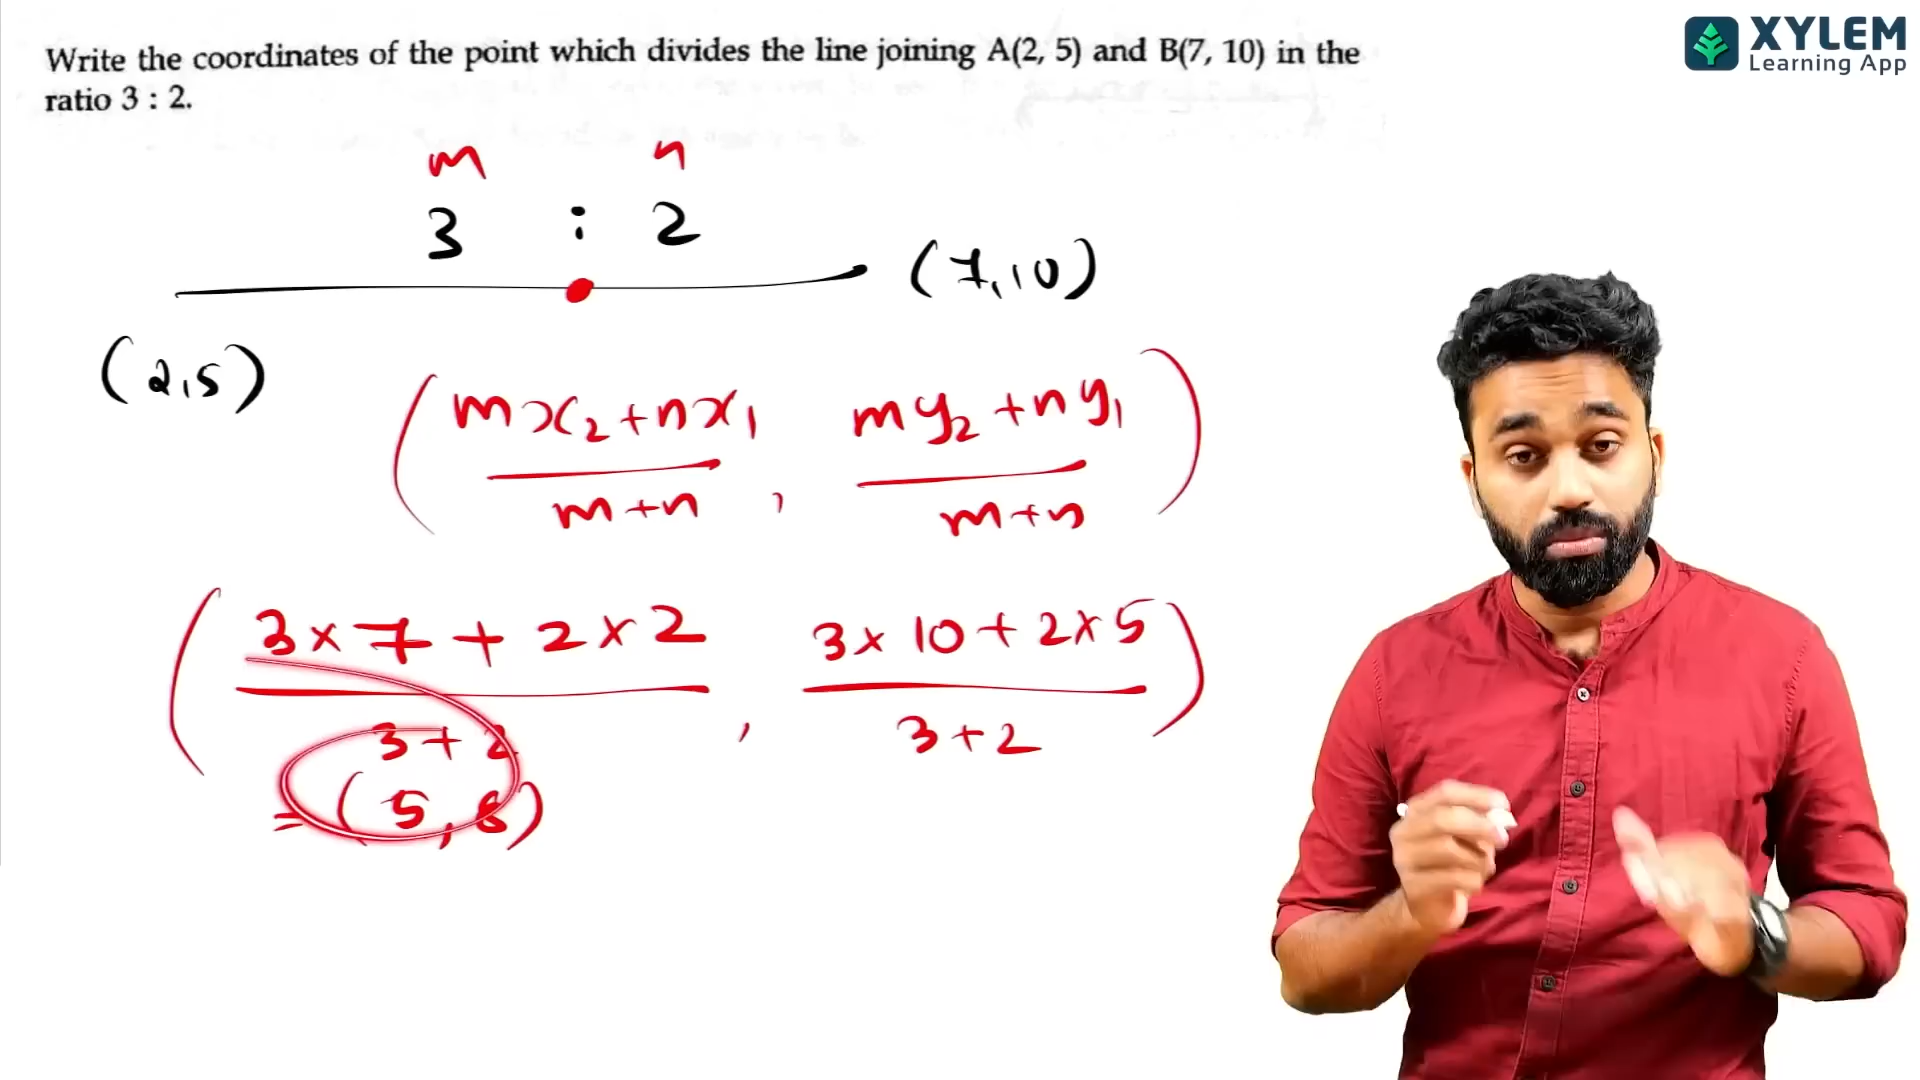 XYLEM
Learning App
Write the coordinates of the point which divides the line joining A(2, 5) and B(7, 10) in the
ratio 3 : 2.
m n
3 : 2
(7,10)
(2,5)
(mx₂+nx₁/m+n, my₂+ny₁/m+n)
(3×7+2×2/3+2, 3×10+2×5/3+2)
=(5,8)